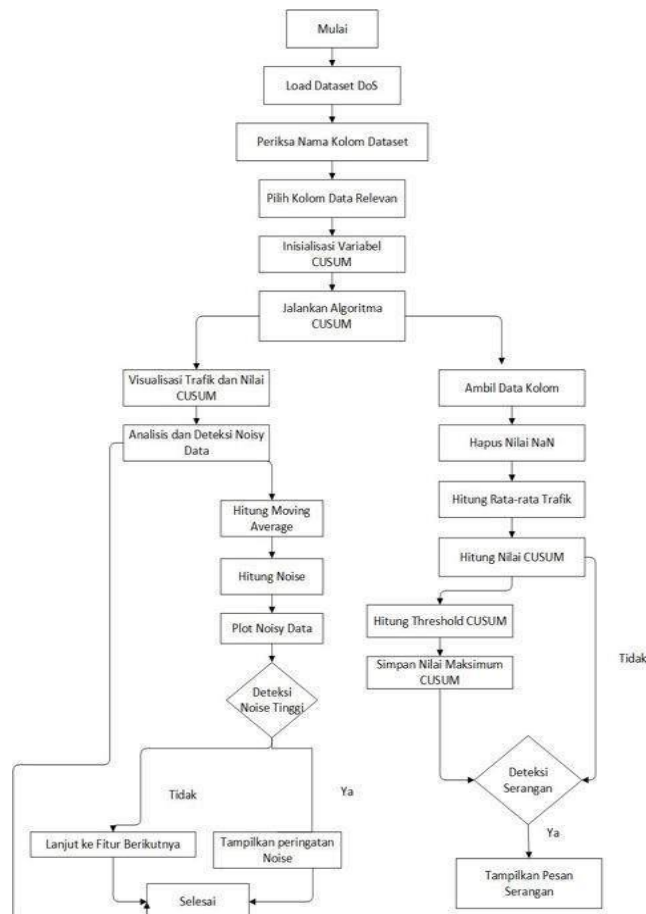 Mulai
Load Dataset DoS
Periksa Nama Kolom Dataset
Pilih Kolom Data Relevan
Inisialisasi Variabel
CUSUM
Jalankan Algoritma
CUSUM
Visualisasi Trafik dan Nilai
CUSUM
Analisis dan Deteksi Noisy
Data
Hitung Moving
Average
Hitung Noise
Plot Noisy Data
Deteksi
Noise Tinggi
Tidak
Ya
Lanjut ke Fitur Berikutnya
Tampilkan peringatan
Noise
Selesai
Ambil Data Kolom
Hapus Nilai NaN
Hitung Rata-rata Trafik
Hitung Nilai CUSUM
Hitung Threshold CUSUM
Simpan Nilai Maksimum
CUSUM
Tidak
Deteksi
Serangan
Ya
Tampilkan Pesan
Serangan